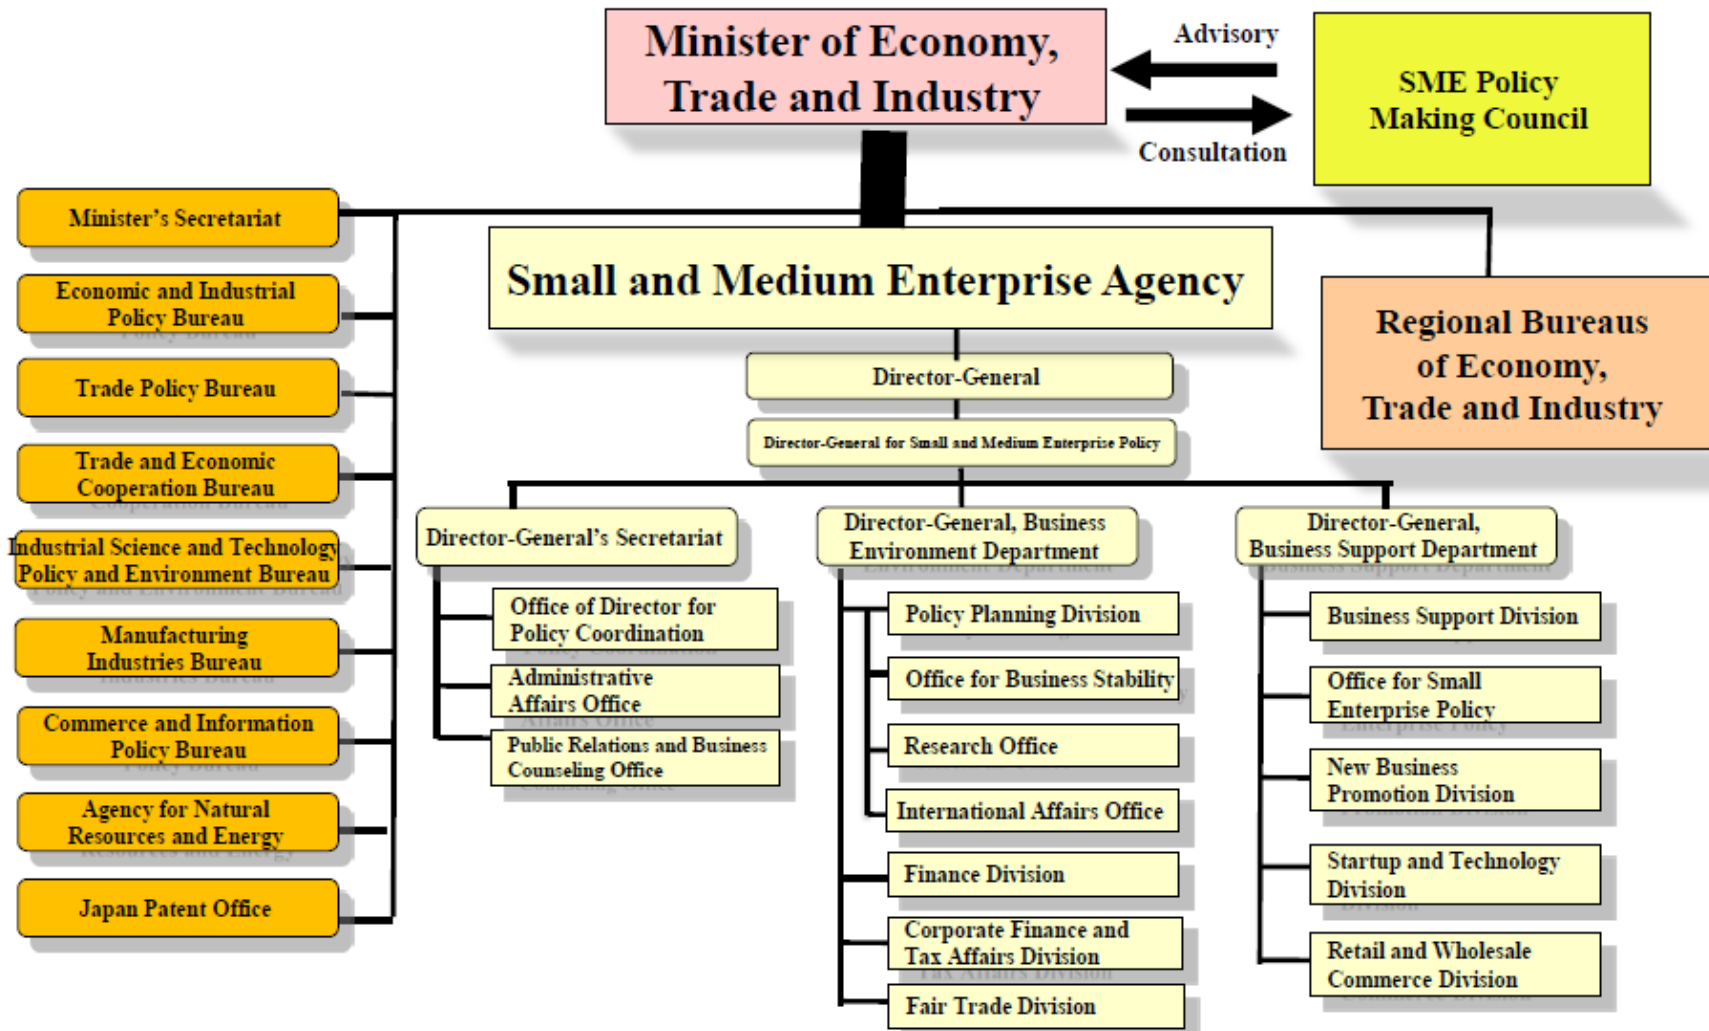 Minister of Economy,
Trade and Industry
Advisory
Consultation
SME Policy
Making Council
Minister's Secretariat
Economic and Industrial
Policy Bureau
Trade Policy Bureau
Trade and Economic
Cooperation Bureau
Industrial Science and Technology
Policy and Environment Bureau
Manufacturing
Industries Bureau
Commerce and Information
Policy Bureau
Agency for Natural
Resources and Energy
Japan Patent Office
Small and Medium Enterprise Agency
Regional Bureaus
of Economy,
Trade and Industry
Director-General
Director-General for Small and Medium Enterprise Policy
Director-General's Secretariat
Office of Director for
Policy Coordination
Administrative
Affairs Office
Public Relations and Business
Counseling Office
Director-General, Business
Environment Department
Policy Planning Division
Office for Business Stability
Research Office
International Affairs Office
Finance Division
Corporate Finance and
Tax Affairs Division
Fair Trade Division
Director-General,
Business Support Department
Business Support Division
Office for Small
Enterprise Policy
New Business
Promotion Division
Startup and Technology
Division
Retail and Wholesale
Commerce Division